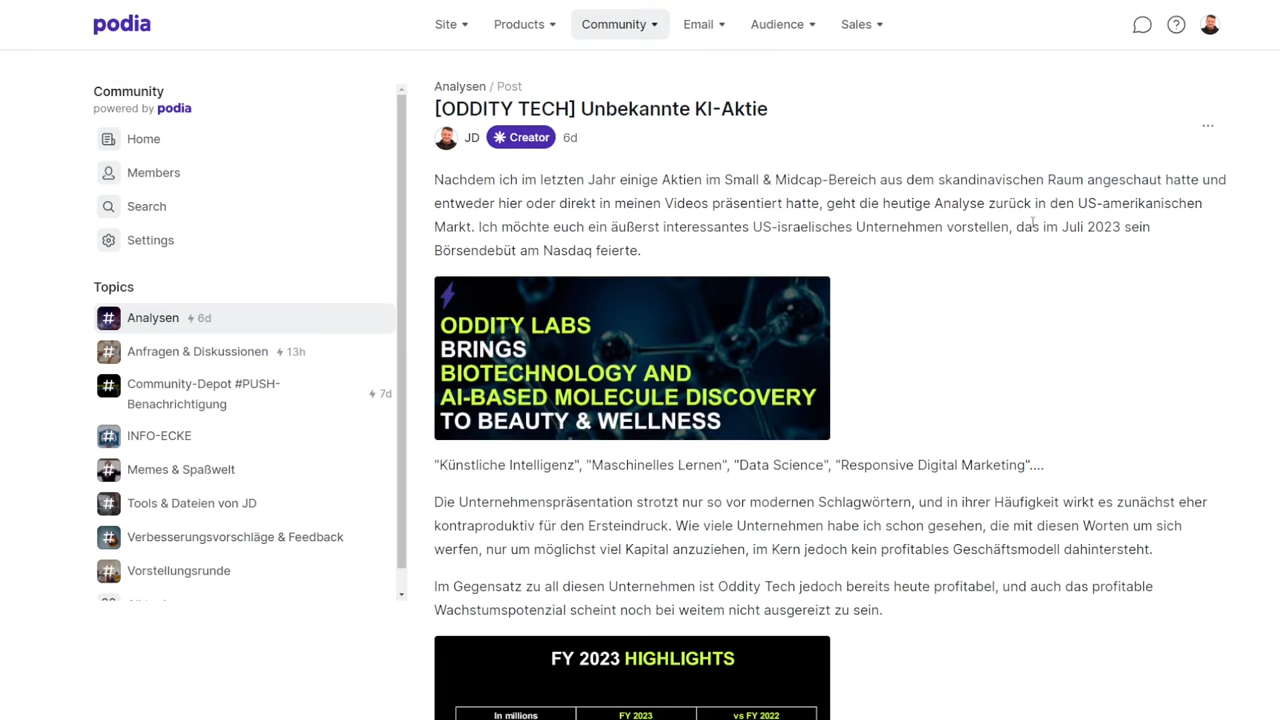 podia
Site
Products
Community
Email
Audience
Sales
Community
powered by podia
Home
Members
Search
Settings
Topics
Analysen 6d
Anfragen & Diskussionen 13h
Community-Depot #PUSH-
Benachrichtigung 7d
INFO-ECKE
Memes & Spaßwelt
Tools & Dateien von JD
Verbesserungsvorschläge & Feedback
Vorstellungsrunde
Analysen / Post
[ODDITY TECH] Unbekannte KI-Aktie
JD Creator 6d
Nachdem ich im letzten Jahr einige Aktien im Small & Midcap-Bereich aus dem skandinavischen Raum angeschaut hatte und
entweder hier oder direkt in meinen Videos präsentiert hatte, geht die heutige Analyse zurück in den US-amerikanischen
Markt. Ich möchte euch ein äußerst interessantes US-israelisches Unternehmen vorstellen, das im Juli 2023 sein
Börsendebüt am Nasdaq feierte.
ODDITY LABS
BRINGS
BIOTECHNOLOGY AND
AI-BASED MOLECULE DISCOVERY
TO BEAUTY & WELLNESS
"Künstliche Intelligenz", "Maschinelles Lernen", "Data Science", "Responsive Digital Marketing"....
Die Unternehmenspräsentation strotzt nur so vor modernen Schlagwörtern, und in ihrer Häufigkeit wirkt es zunächst eher
kontraproduktiv für den Ersteindruck. Wie viele Unternehmen habe ich schon gesehen, die mit diesen Worten um sich
werfen, nur um möglichst viel Kapital anzuziehen, im Kern jedoch kein profitables Geschäftsmodell dahintersteht.
Im Gegensatz zu all diesen Unternehmen ist Oddity Tech jedoch bereits heute profitabel, und auch das profitable
Wachstumspotenzial scheint noch bei weitem nicht ausgereizt zu sein.
FY 2023 HIGHLIGHTS
In millions FY 2023 vs FY 2022